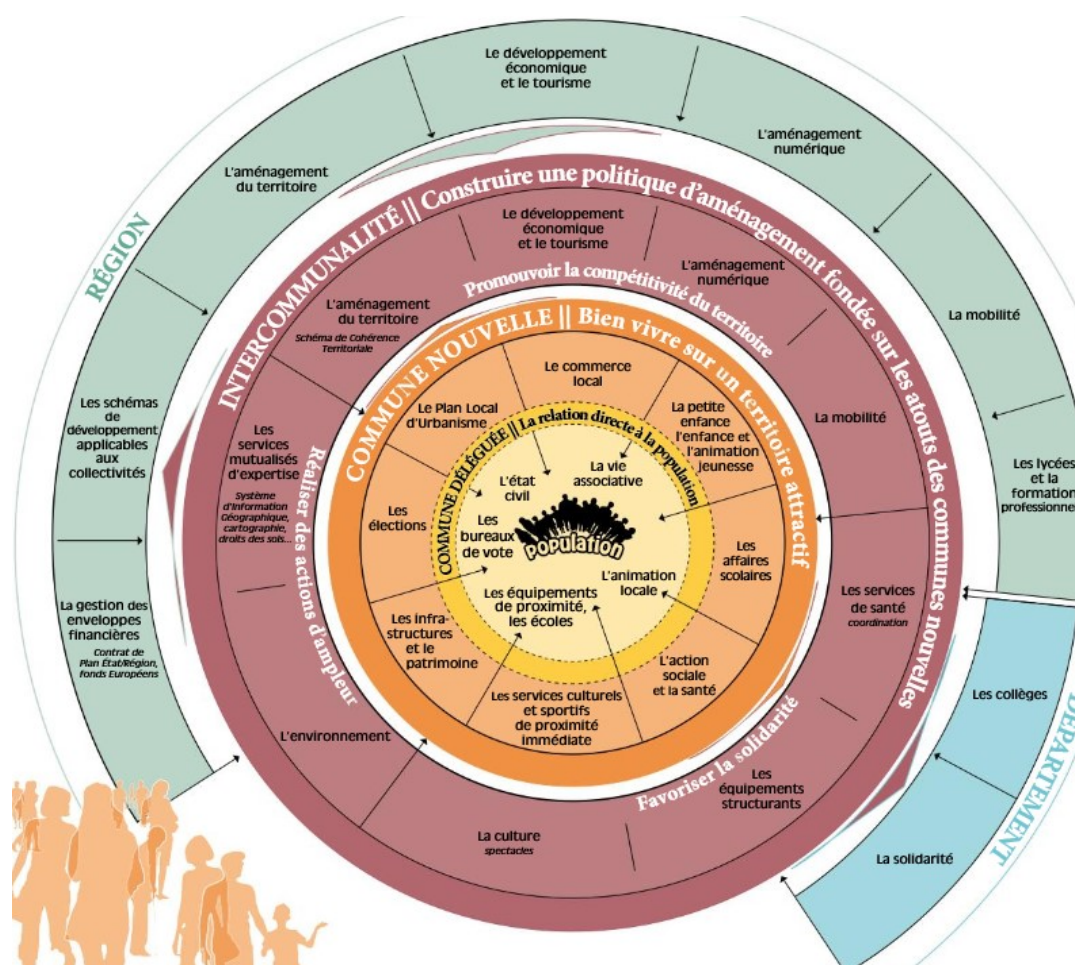 RÉGION
La gestion des
enveloppes
financières
Contrat de
Plan État/Région,
fonds Européens
Les schémas
de
développement
applicables
aux
collectivités
L'aménagement
du territoire
Le développement
économique
et le tourisme
L'aménagement
numérique
La mobilité
Les lycées
et la
formation
professionnel
DÉPARTEMENT
Les collèges
La solidarité
INTERCOMMUNALITÉ || Construire une politique d'aménagement fondée sur les atouts des communes nouvelles
Le développement
économique
et le tourisme
L'aménagement
numérique
La mobilité
Les services
de santé
coordination
Les
équipements
structurants
La culture
spectacles
L'environnement
Les
services
mutualisés
d'expertise
Système
d'Information
Géographique,
cartographie,
droits des sols...
L'aménagement
du territoire
Schéma de Cohérence
Territoriale
Promouvoir la compétitivité du territoire
Favoriser la solidarité
Réaliser des actions d'ampleur
COMMUNE NOUVELLE || Bien vivre sur un territoire attractif
Le commerce
local
La petite
enfance
l'enfance et
l'animation
jeunesse
Les
affaires
scolaires
L'action
sociale
et la santé
Les services culturels
et sportifs
de proximité
immédiate
Les infra-
structures
et le
patrimoine
Les
élections
Le Plan Local
d'Urbanisme
COMMUNE DÉLÉGUÉE || La relation directe à la population
L'état
civil
La vie
associative
Les
bureaux
de vote
population
L'animation
locale
Les équipements
de proximité,
les écoles